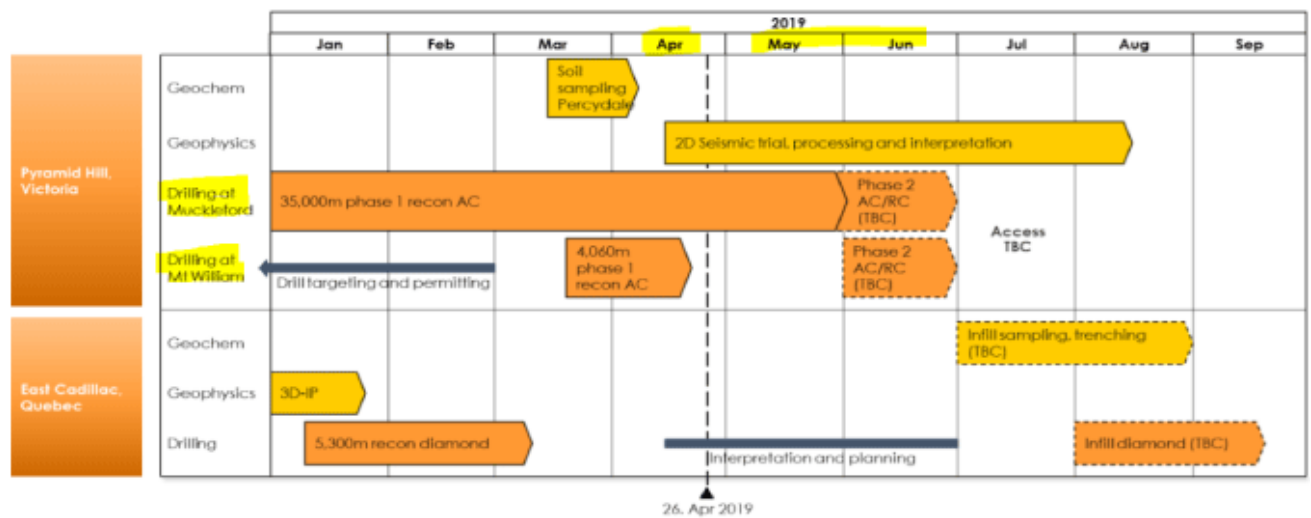 2019
Jan Feb Mar Apr May Jun Jul Aug Sep
Pyramid Hill,
Victoria
Geochem
Soil
sampling
Percydale
Geophysics
2D Seismic trial, processing and interpretation
Drilling at
Muckleford
35,000m phase 1 recon AC
Phase 2
AC/RC
(TBC)
Access
TBC
Drilling at
Mt William
Drill targeting and permitting
4,060m
phase 1
recon AC
Phase 2
AC/RC
(TBC)
East Cadillac,
Quebec
Geochem
Infill sampling, trenching
(TBC)
Geophysics
3D-IP
Drilling
5,300m recon diamond
Interpretation and planning
Infill diamond (TBC)
26. Apr 2019